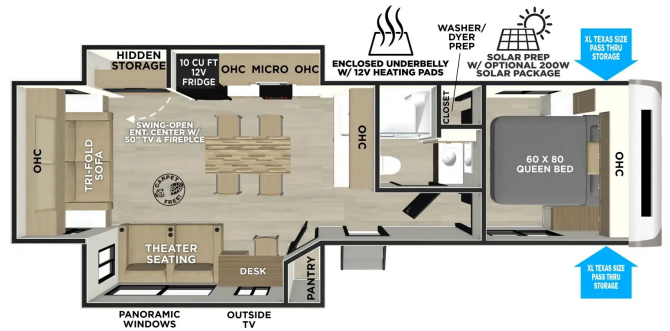 HIDDEN
STORAGE
10 CU FT
12V
FRIDGE
OHC MICRO OHC
ENCLOSED UNDERBELLY
W/ 12V HEATING PADS
WASHER/
DYER
PREP
SOLAR PREP
W/ OPTIONAL 200W
SOLAR PACKAGE
XL TEXAS SIZE
PASS THRU
STORAGE
SWING-OPEN
ENT. CENTER W/
50" TV & FIREPLCE
CLOSET
OHC
TRI-FOLD
SOFA
CARPET
FREE!
OHC
60 X 80
QUEEN BED
OHC
THEATER
SEATING
DESK
PANTRY
XL TEXAS SIZE
PASS THRU
STORAGE
PANORAMIC
WINDOWS
OUTSIDE
TV